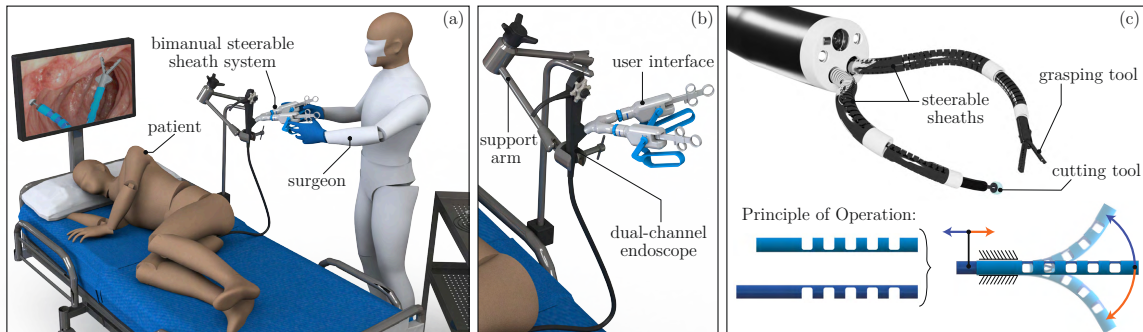 (a)
bimanual steerable
sheath system
patient
surgeon
(b)
user interface
support
arm
dual-channel
endoscope
(c)
grasping tool
steerable
sheaths
cutting tool
Principle of Operation: